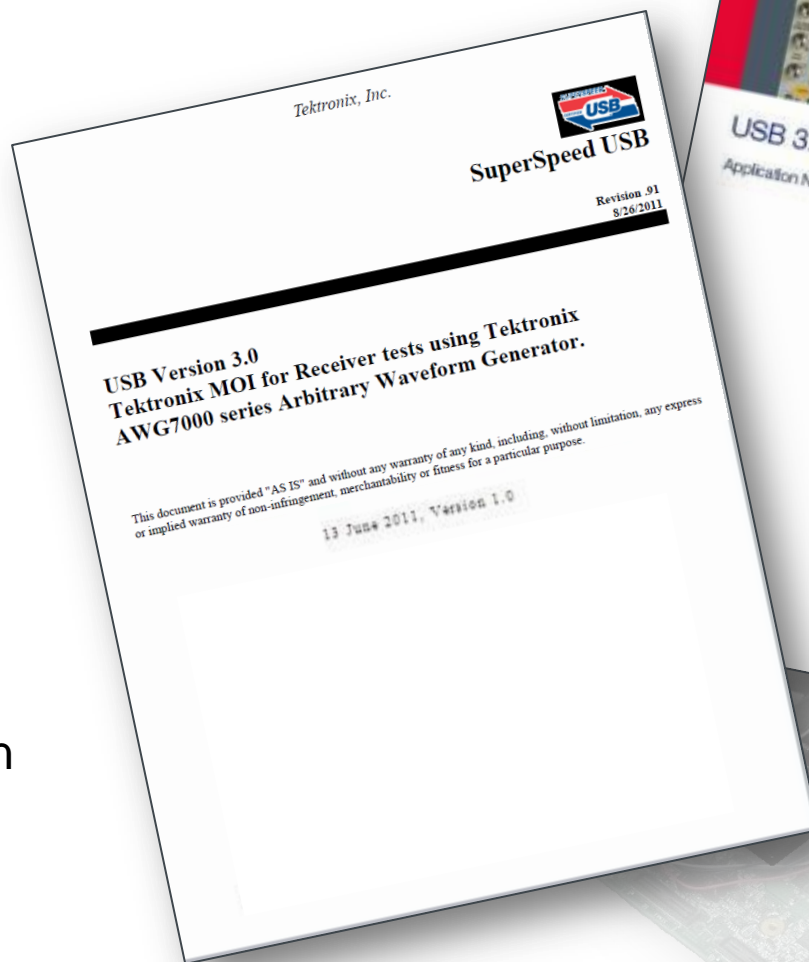 Tektronix, Inc.
USB
SuperSpeed USB
Revision .91
8/26/2011
USB Version 3.0
Tektronix MOI for Receiver tests using Tektronix
AWG7000 series Arbitrary Waveform Generator.
This document is provided "AS IS" and without any warranty of any kind, including, without limitation, any express
or implied warranty of non-infringement, merchantability or fitness for a particular purpose.
13 June 2011, Version 1.0
USB 3.
Application N
n